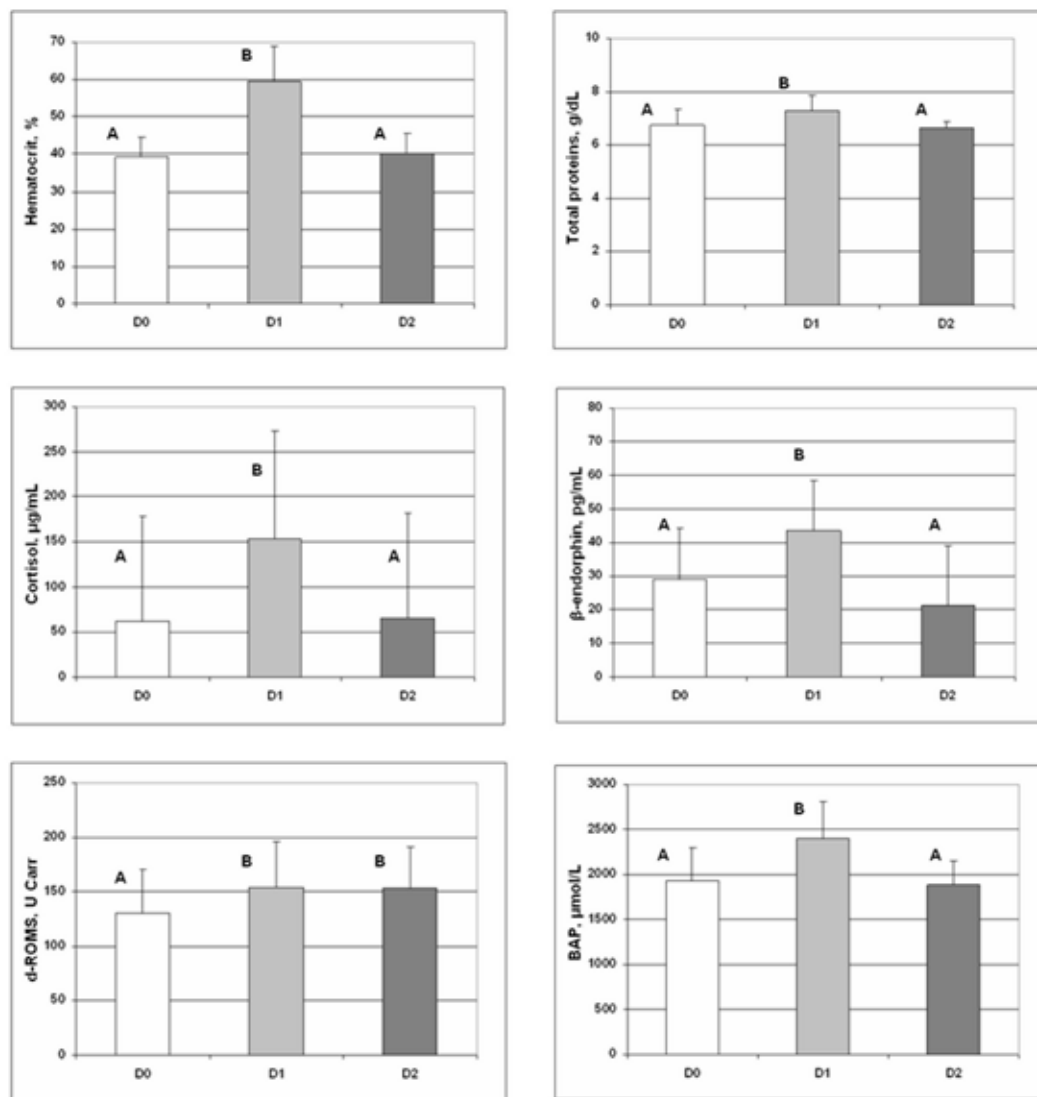 Hematocrit, %
70
60
50
40
30
20
10
0
A
B
A
D0
D1
D2
Total proteins, g/dL
10
8
6
4
2
0
A
B
A
D0
D1
D2
Cortisol, µg/mL
300
250
200
150
100
50
0
A
B
A
D0
D1
D2
β-endorphin, pg/mL
80
70
60
50
40
30
20
10
0
A
B
A
D0
D1
D2
d-ROMS, U Carr
250
200
150
100
50
0
A
B
B
D0
D1
D2
BAP, µmol/L
3000
2500
2000
1500
1000
500
0
A
B
A
D0
D1
D2